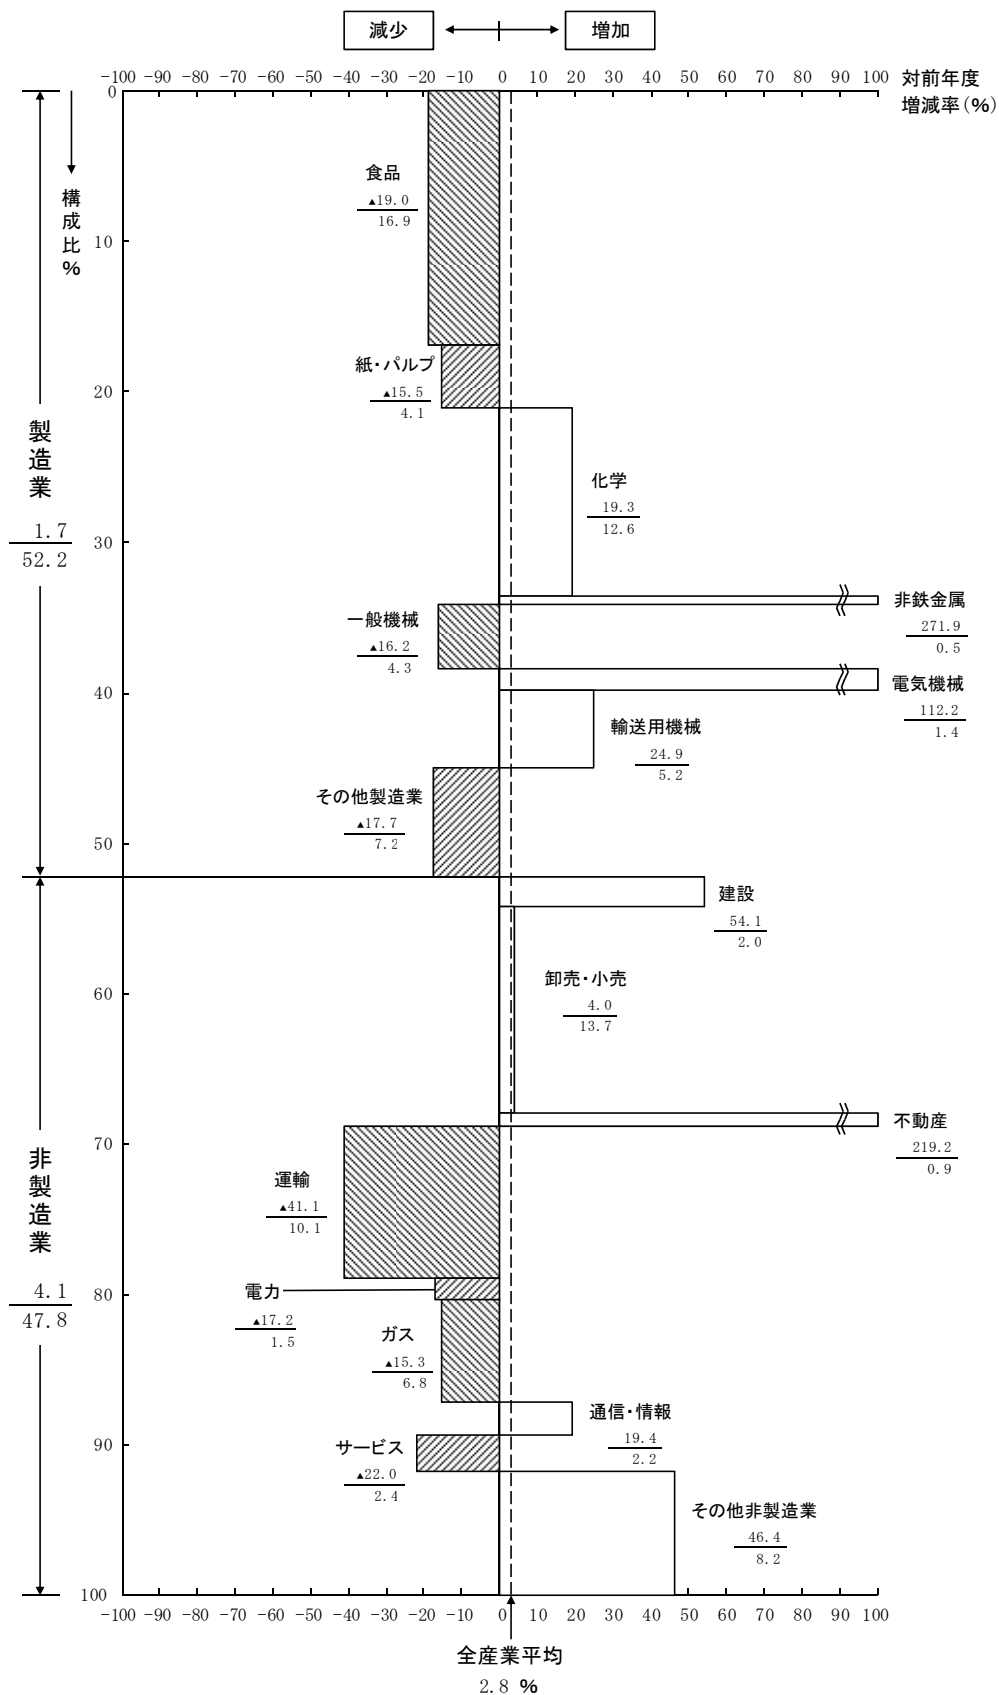 減少 増加
-100 -90 -80 -70 -60 -50 -40 -30 -20 -10 0 10 20 30 40 50 60 70 80 90 100
対前年度
増減率(%)
0
構成比%
食品
▲19.0
16.9
10
紙・パルプ
▲15.5
4.1
20
製造業
1.7
52.2
化学
19.3
12.6
30
非鉄金属
271.9
0.5
一般機械
▲16.2
4.3
電気機械
112.2
1.4
40
輸送用機械
24.9
5.2
その他製造業
▲17.7
7.2
50
建設
54.1
2.0
卸売・小売
4.0
13.7
60
不動産
219.2
0.9
70
非製造業
4.1
47.8
運輸
▲41.1
10.1
電力
▲17.2
1.5
80
ガス
▲15.3
6.8
通信・情報
19.4
2.2
90
サービス
▲22.0
2.4
その他非製造業
46.4
8.2
100
-100 -90 -80 -70 -60 -50 -40 -30 -20 -10 0 10 20 30 40 50 60 70 80 90 100
全産業平均
2.8 %